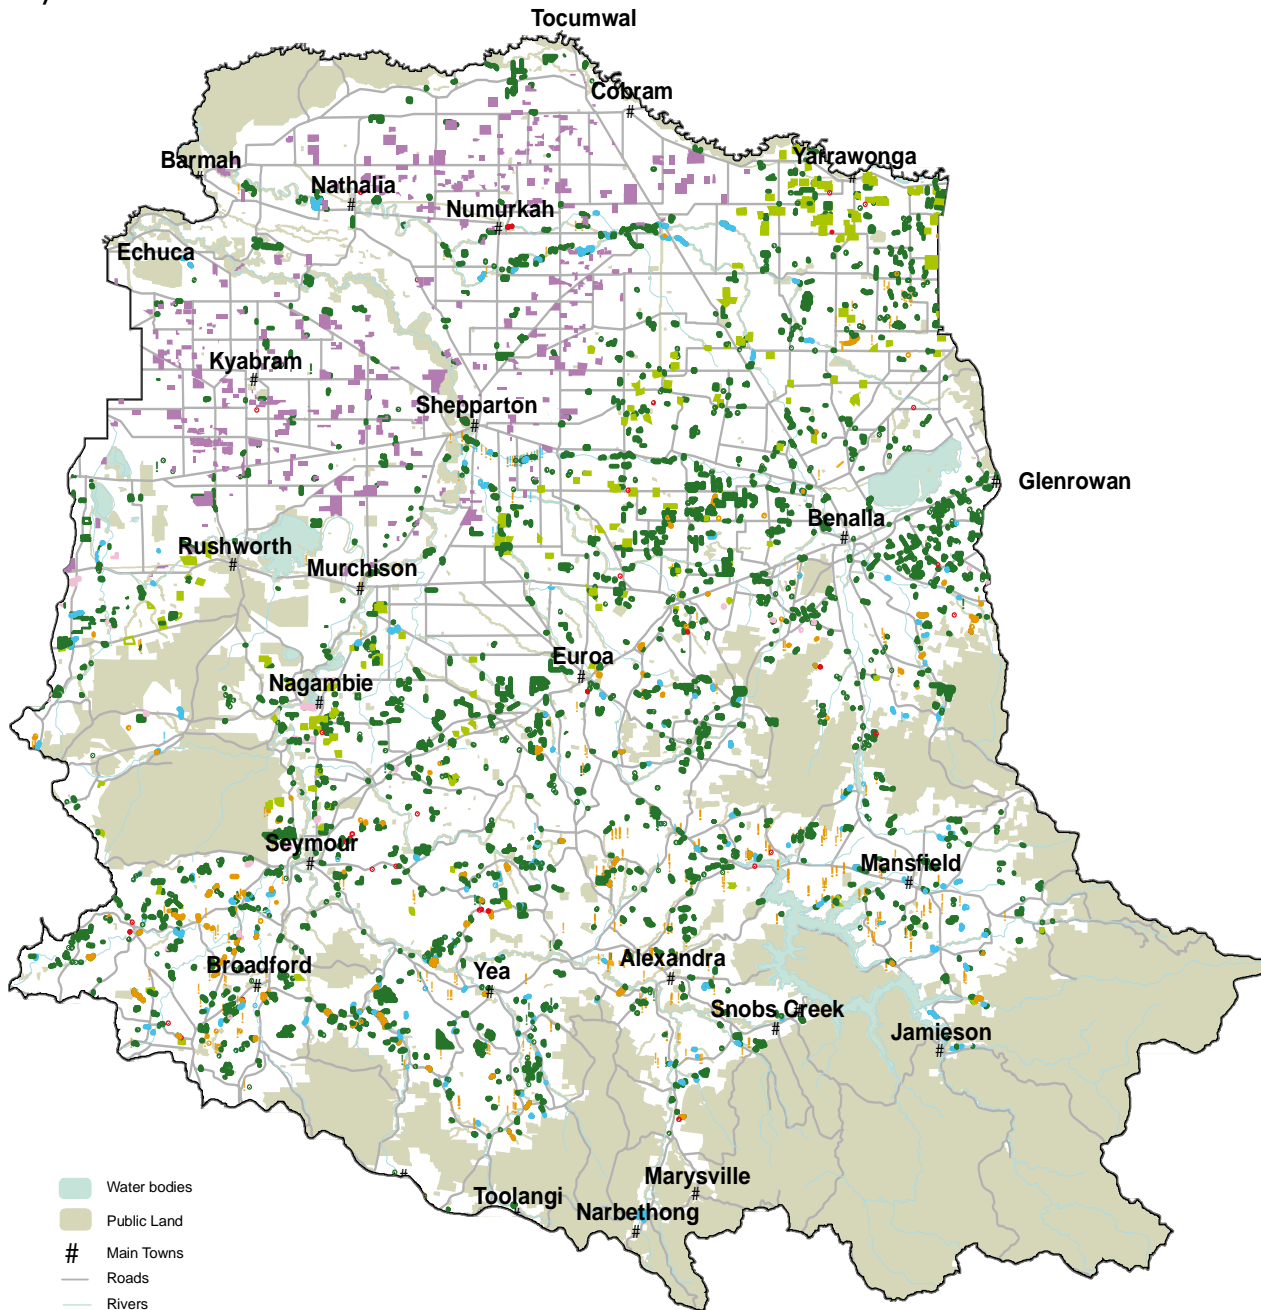 Tocumwal
Cobram
#
Barmah
#
Yarrawonga
#
Nathalia
#
Numurkah
#
Echuca
Kyabram
#
Shepparton
#
Glenrowan
#
Benalla
#
Rushworth
#
Murchison
#
Euroa
#
Nagambie
#
Seymour
#
Mansfield
#
Broadford
#
Yea
#
Alexandra
#
Snobs Creek
#
Jamieson
#
#
Marysville
#
Toolangi
#
Narbethong
#
Water bodies
Public Land
# Main Towns
Roads
Rivers